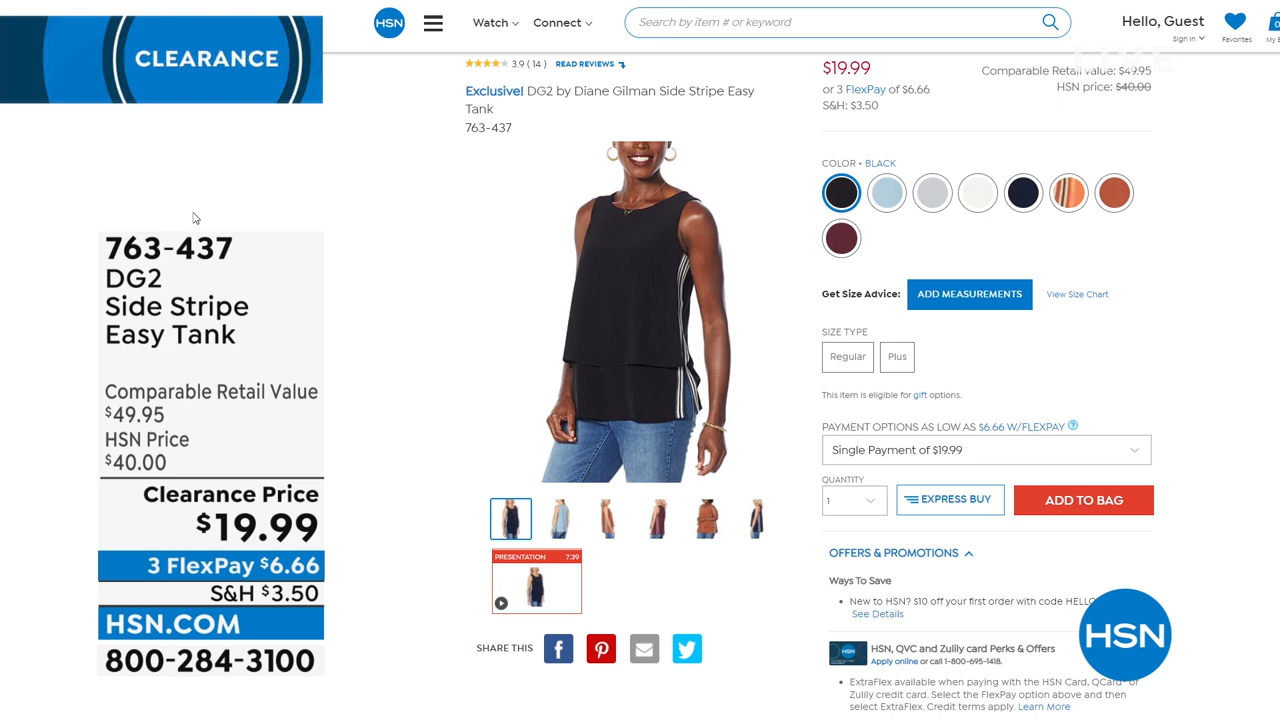 CLEARANCE
763-437
DG2
Side Stripe
Easy Tank
Comparable Retail Value
$49.95
HSN Price
$40.00
Clearance Price
$19.99
3 FlexPay $6.66
S&H $3.50
HSN.COM
800-284-3100
HSN
Watch
Connect
Search by item # or keyword
Hello, Guest
Sign In
Favorites
LIVE
3.9 ( 14 ) READ REVIEWS
Exclusive! DG2 by Diane Gilman Side Stripe Easy
Tank
763-437
PRESENTATION 7:39
SHARE THIS
$19.99
or 3 FlexPay of $6.66
S&H: $3.50
Comparable Retail value: $49.95
HSN price: $40.00
COLOR • BLACK
Get Size Advice: ADD MEASUREMENTS View Size Chart
SIZE TYPE
Regular Plus
This item is eligible for gift options.
PAYMENT OPTIONS AS LOW AS $6.66 W/FLEXPAY
Single Payment of $19.99
QUANTITY
1 EXPRESS BUY ADD TO BAG
OFFERS & PROMOTIONS
Ways To Save
• New to HSN? $10 off your first order with code
See Details
HSN, QVC and Zulily card Perks & Offers
Apply online or call 1-800-695-1418.
• ExtraFlex available when paying with the HSN Card, QCard® or
Zulily credit card. Select the FlexPay option above and then
select ExtraFlex. Credit terms apply. Learn More
HSN